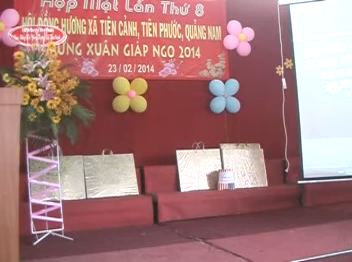 Họp Mặt Lần Thứ 8
HỘI ĐỒNG HƯƠNG XÃ TIÊN CẢNH, TIÊN PHƯỚC, QUẢNG NAM
MỪNG XUÂN GIÁP NGỌ 2014
23 / 02 / 2014